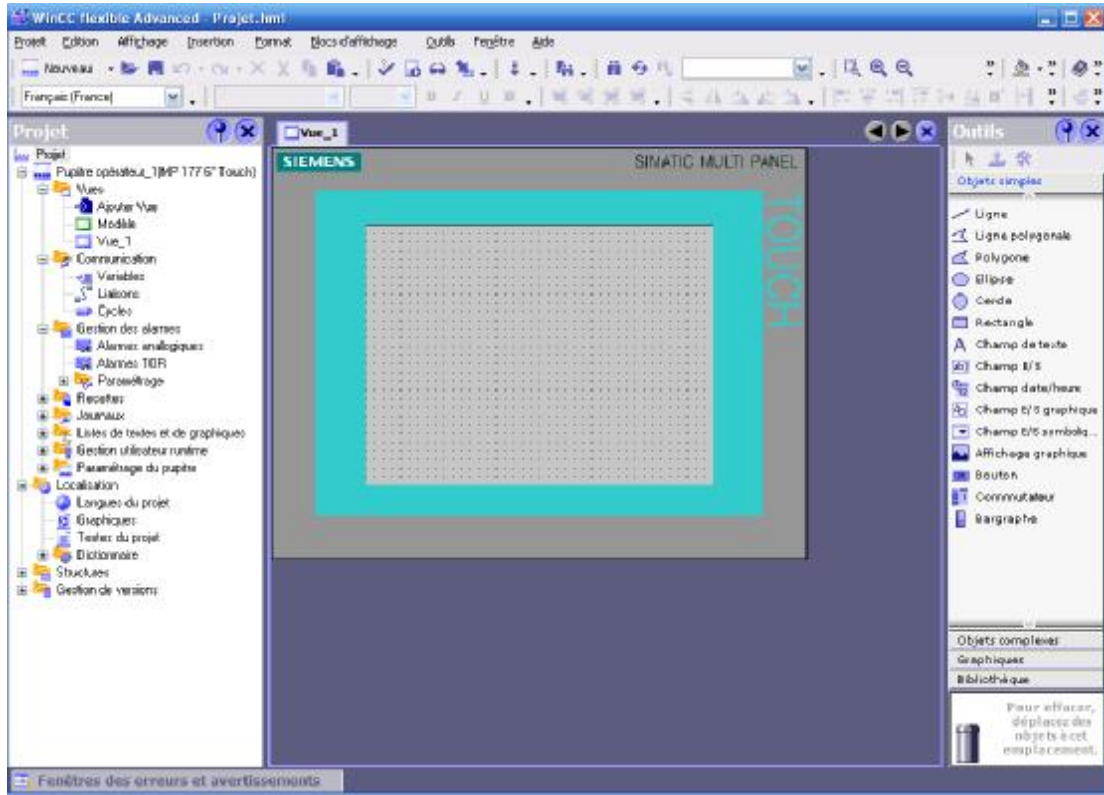 WinCC flexible Advanced - Projet.hmi
Projet Edition Affichage Insertion Format Blocs d'affichage Outils Fenêtre Aide
Nouveau
Français (France)
Projet
Projet
Pupitre opérateur_1(MP 177 6" Touch)
Vues
Ajouter Vue
Modèle
Vue_1
Communication
Variables
Liaisons
Cycles
Gestion des alarmes
Alarmes analogiques
Alarmes TOR
Paramétrage
Recettes
Journaux
Listes de textes et de graphiques
Gestion utilisateur runtime
Paramétrage du pupitre
Localisation
Langues du projet
Graphiques
Textes du projet
Dictionnaire
Structures
Gestion de versions
Vue_1
SIEMENS
SIMATIC MULTI PANEL
TOUCH
Outils
Objets simples
Ligne
Ligne polygonale
Polygone
Ellipse
Cercle
Rectangle
Champ de texte
Champ E/S
Champ date/heure
Champ E/S graphique
Champ E/S symboliq...
Affichage graphique
Bouton
Commutateur
Bargraphe
Objets complexes
Graphiques
Bibliothèque
Pour effacer,
déplacez des
objets à cet
emplacement.
Fenêtres des erreurs et avertissements